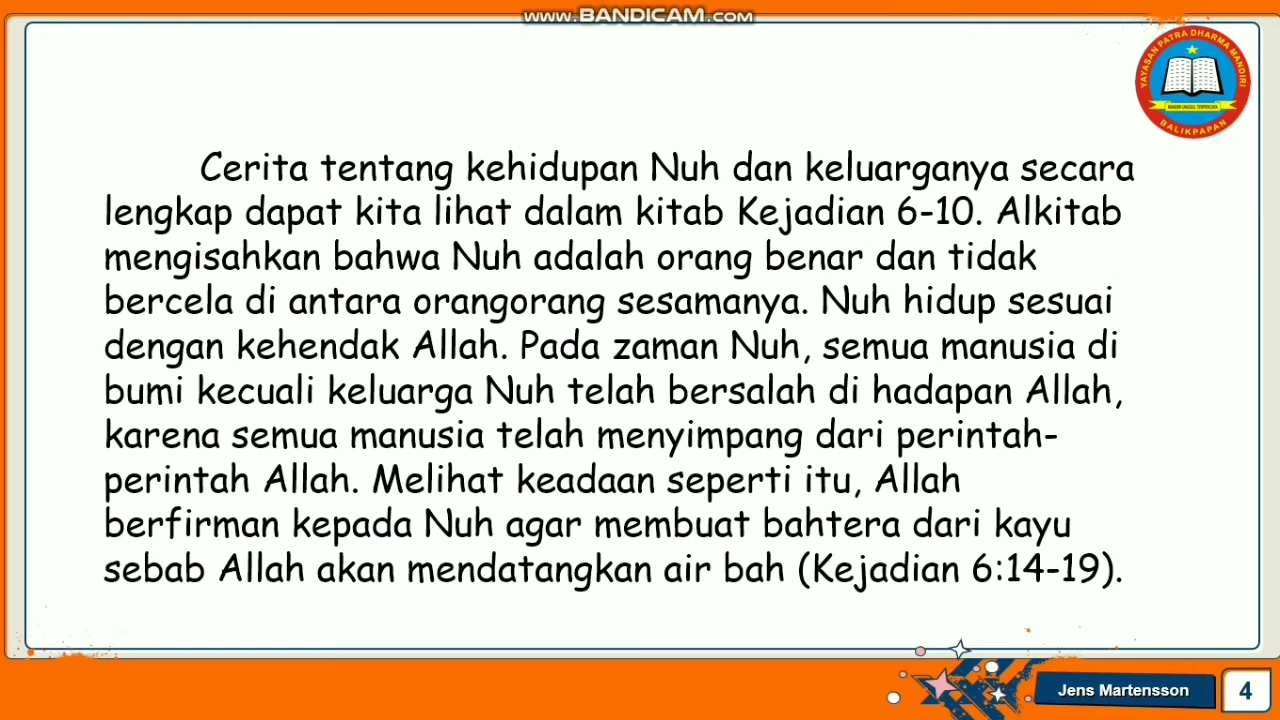 www.BANDICAM.com
YAYASAN PATRA DHARMA MANDIRI
MANDIRI UNGGUL TERPERCAYA
BALIKPAPAN
Cerita tentang kehidupan Nuh dan keluarganya secara
lengkap dapat kita lihat dalam kitab Kejadian 6-10. Alkitab
mengisahkan bahwa Nuh adalah orang benar dan tidak
bercela di antara orangorang sesamanya. Nuh hidup sesuai
dengan kehendak Allah. Pada zaman Nuh, semua manusia di
bumi kecuali keluarga Nuh telah bersalah di hadapan Allah,
karena semua manusia telah menyimpang dari perintah-
perintah Allah. Melihat keadaan seperti itu, Allah
berfirman kepada Nuh agar membuat bahtera dari kayu
sebab Allah akan mendatangkan air bah (Kejadian 6:14-19).
Jens Martensson
4